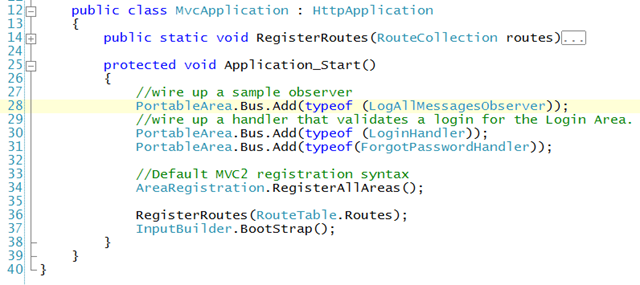 12 public class MvcApplication : HttpApplication
13 {
14 public static void RegisterRoutes(RouteCollection routes)...
24
25 protected void Application_Start()
26 {
27 //wire up a sample observer
28 PortableArea.Bus.Add(typeof (LogAllMessagesObserver));
29 //wire up a handler that validates a login for the Login Area.
30 PortableArea.Bus.Add(typeof (LoginHandler));
31 PortableArea.Bus.Add(typeof(ForgotPasswordHandler));
32
33 //Default MVC2 registration syntax
34 AreaRegistration.RegisterAllAreas();
35
36 RegisterRoutes(RouteTable.Routes);
37 InputBuilder.BootStrap();
38 }
39 }
40 }